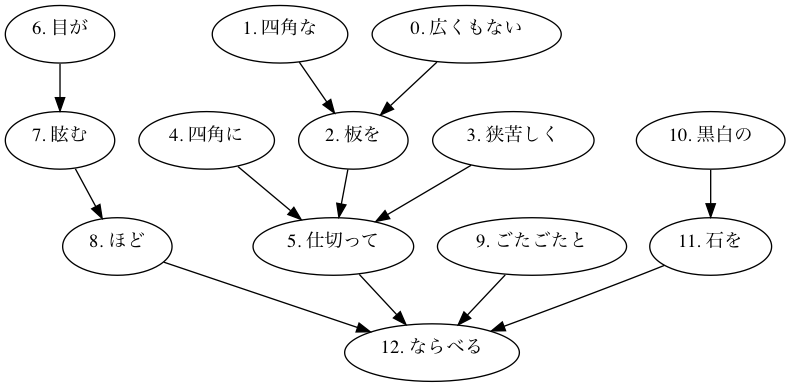 6. 目が
1. 四角な
0. 広くもない
7. 眩む
4. 四角に
2. 板を
3. 狭苦しく
10. 黒白の
8. ほど
5. 仕切って
9. ごたごたと
11. 石を
12. ならべる